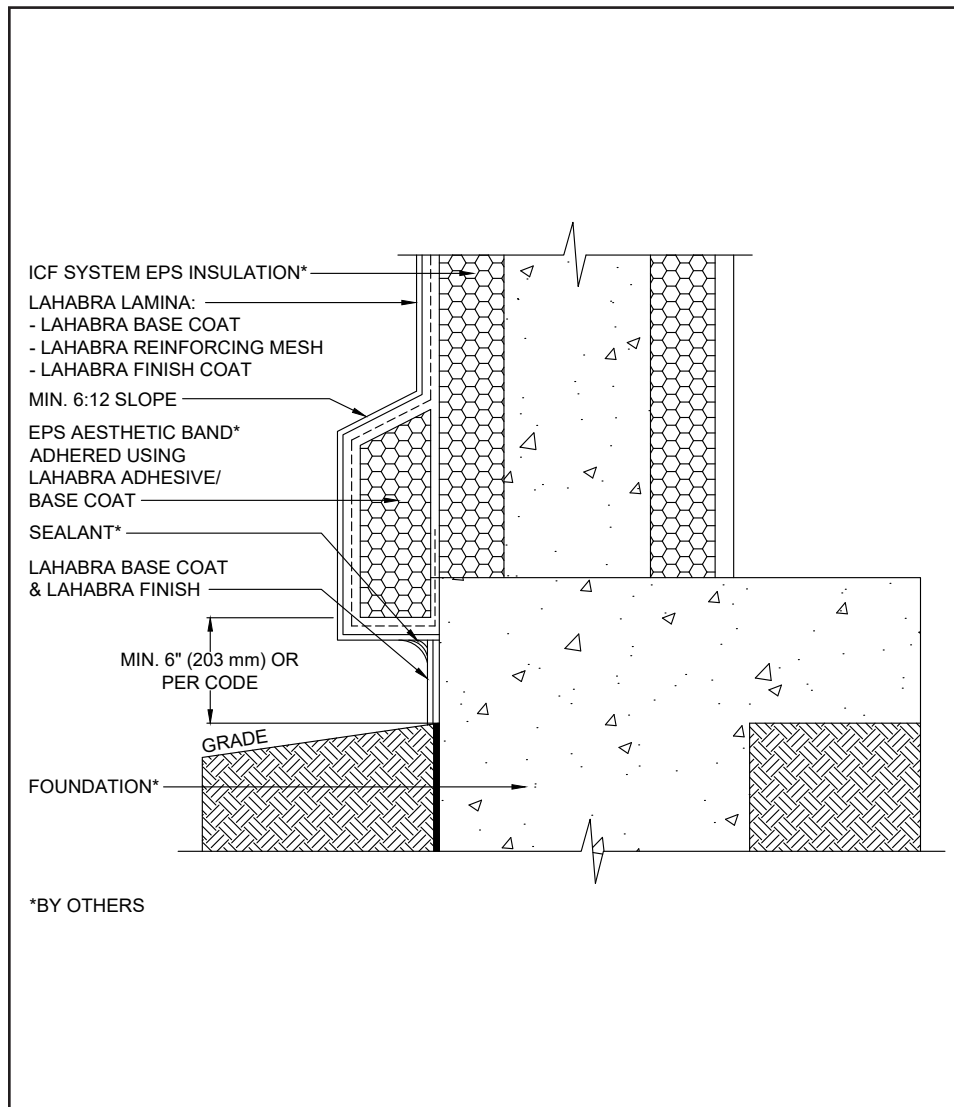 ICF SYSTEM EPS INSULATION*
LAHABRA LAMINA:
- LAHABRA BASE COAT
- LAHABRA REINFORCING MESH
- LAHABRA FINISH COAT
MIN. 6:12 SLOPE
EPS AESTHETIC BAND*
ADHERED USING
LAHABRA ADHESIVE/
BASE COAT
SEALANT*
LAHABRA BASE COAT
& LAHABRA FINISH
MIN. 6" (203 mm) OR
PER CODE
GRADE
FOUNDATION*
*BY OTHERS